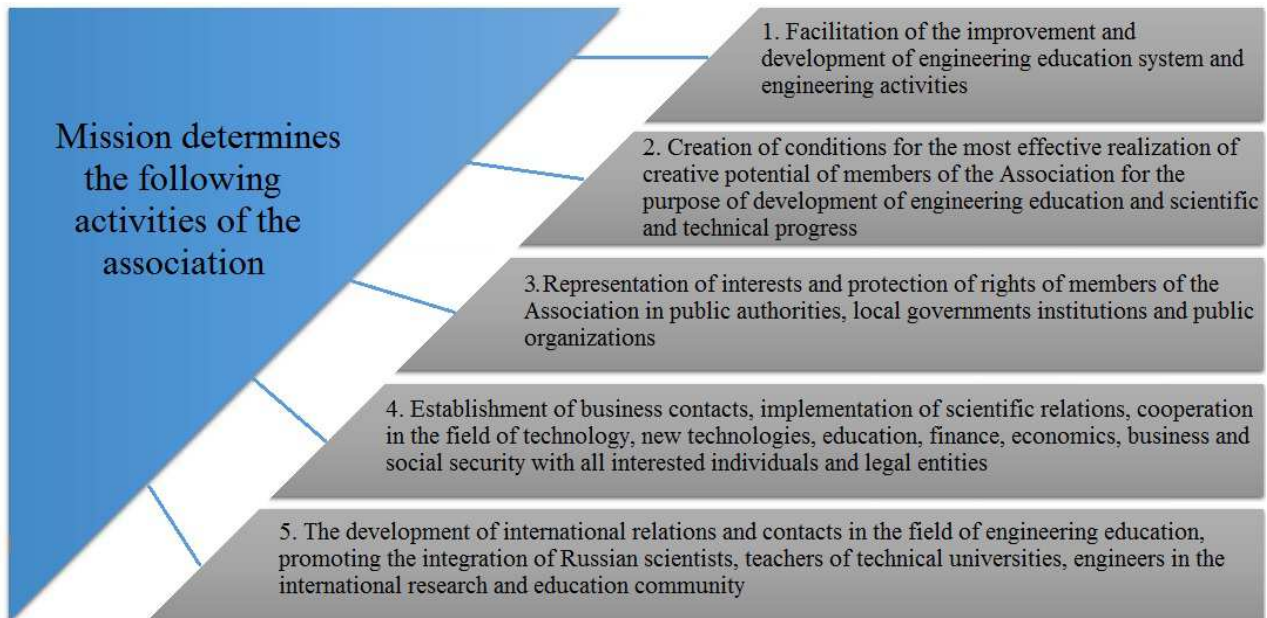 Mission determines
the following
activities of the
association
1. Facilitation of the improvement and
development of engineering education system and
engineering activities
2. Creation of conditions for the most effective realization of
creative potential of members of the Association for the
purpose of development of engineering education and scientific
and technical progress
3.Representation of interests and protection of rights of members of the
Association in public authorities, local governments institutions and public
organizations
4. Establishment of business contacts, implementation of scientific relations, cooperation
in the field of technology, new technologies, education, finance, economics, business and
social security with all interested individuals and legal entities
5. The development of international relations and contacts in the field of engineering education,
promoting the integration of Russian scientists, teachers of technical universities, engineers in the
international research and education community